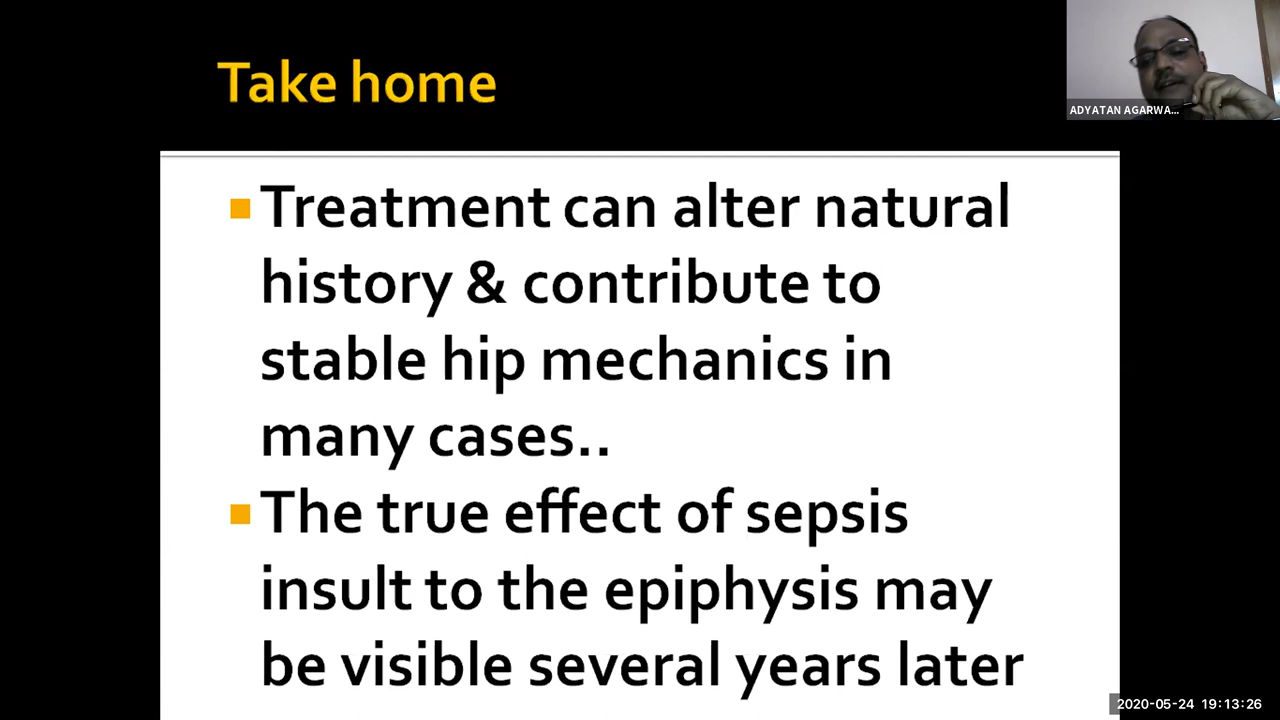 Take home
ADYATAN AGARWA...
Treatment can alter natural
history & contribute to
stable hip mechanics in
many cases..
The true effect of sepsis
insult to the epiphysis may
be visible several years later
2020-05-24 19:13:26